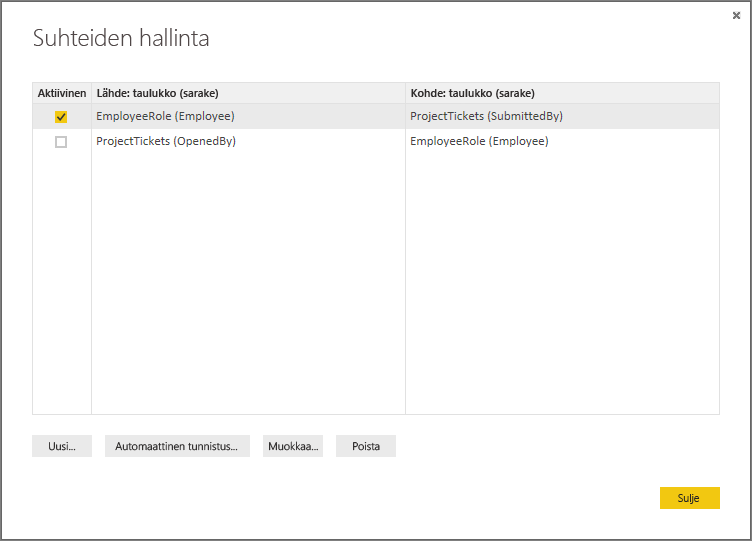 Suhteiden hallinta
Aktiivinen Lähde: taulukko (sarake) Kohde: taulukko (sarake)
EmployeeRole (Employee) ProjectTickets (SubmittedBy)
ProjectTickets (OpenedBy) EmployeeRole (Employee)
Uusi... Automaattinen tunnistus... Muokkaa... Poista
Sulje